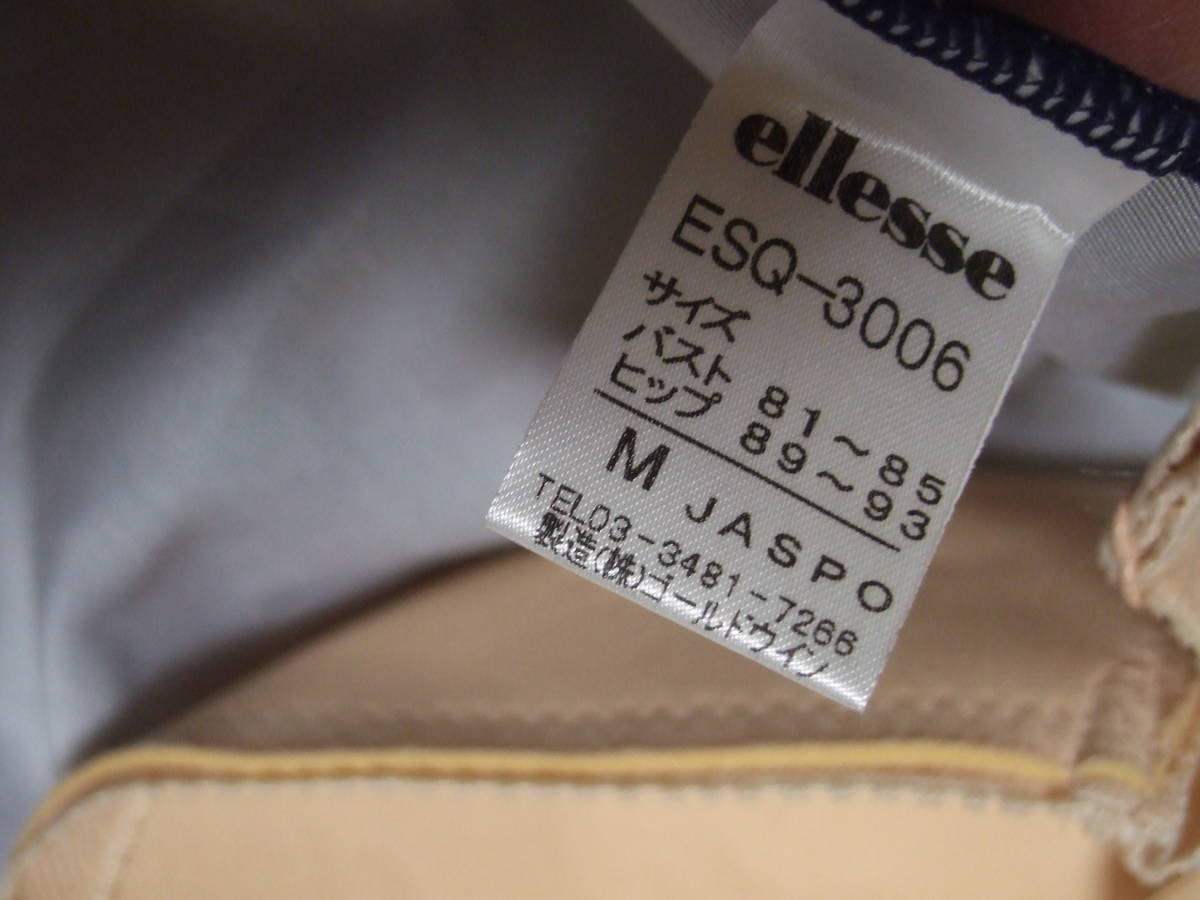 ellesse
ESQ-3006
サイズ
バスト 81～85
ヒップ 89～93
M JASPO
TEL03-3481-7266
製造(株)ゴールドウイン